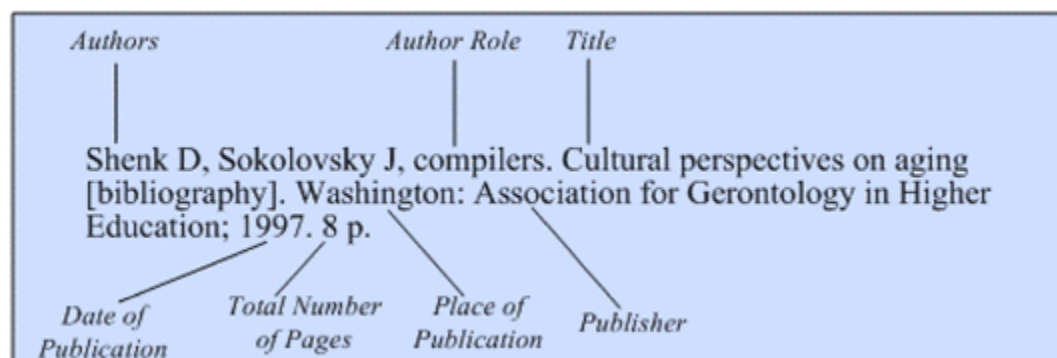 Authors Author Role Title
Shenk D, Sokolovsky J, compilers. Cultural perspectives on aging
[bibliography]. Washington: Association for Gerontology in Higher
Education; 1997. 8 p.
Date of
Publication
Total Number
of Pages
Place of
Publication
Publisher